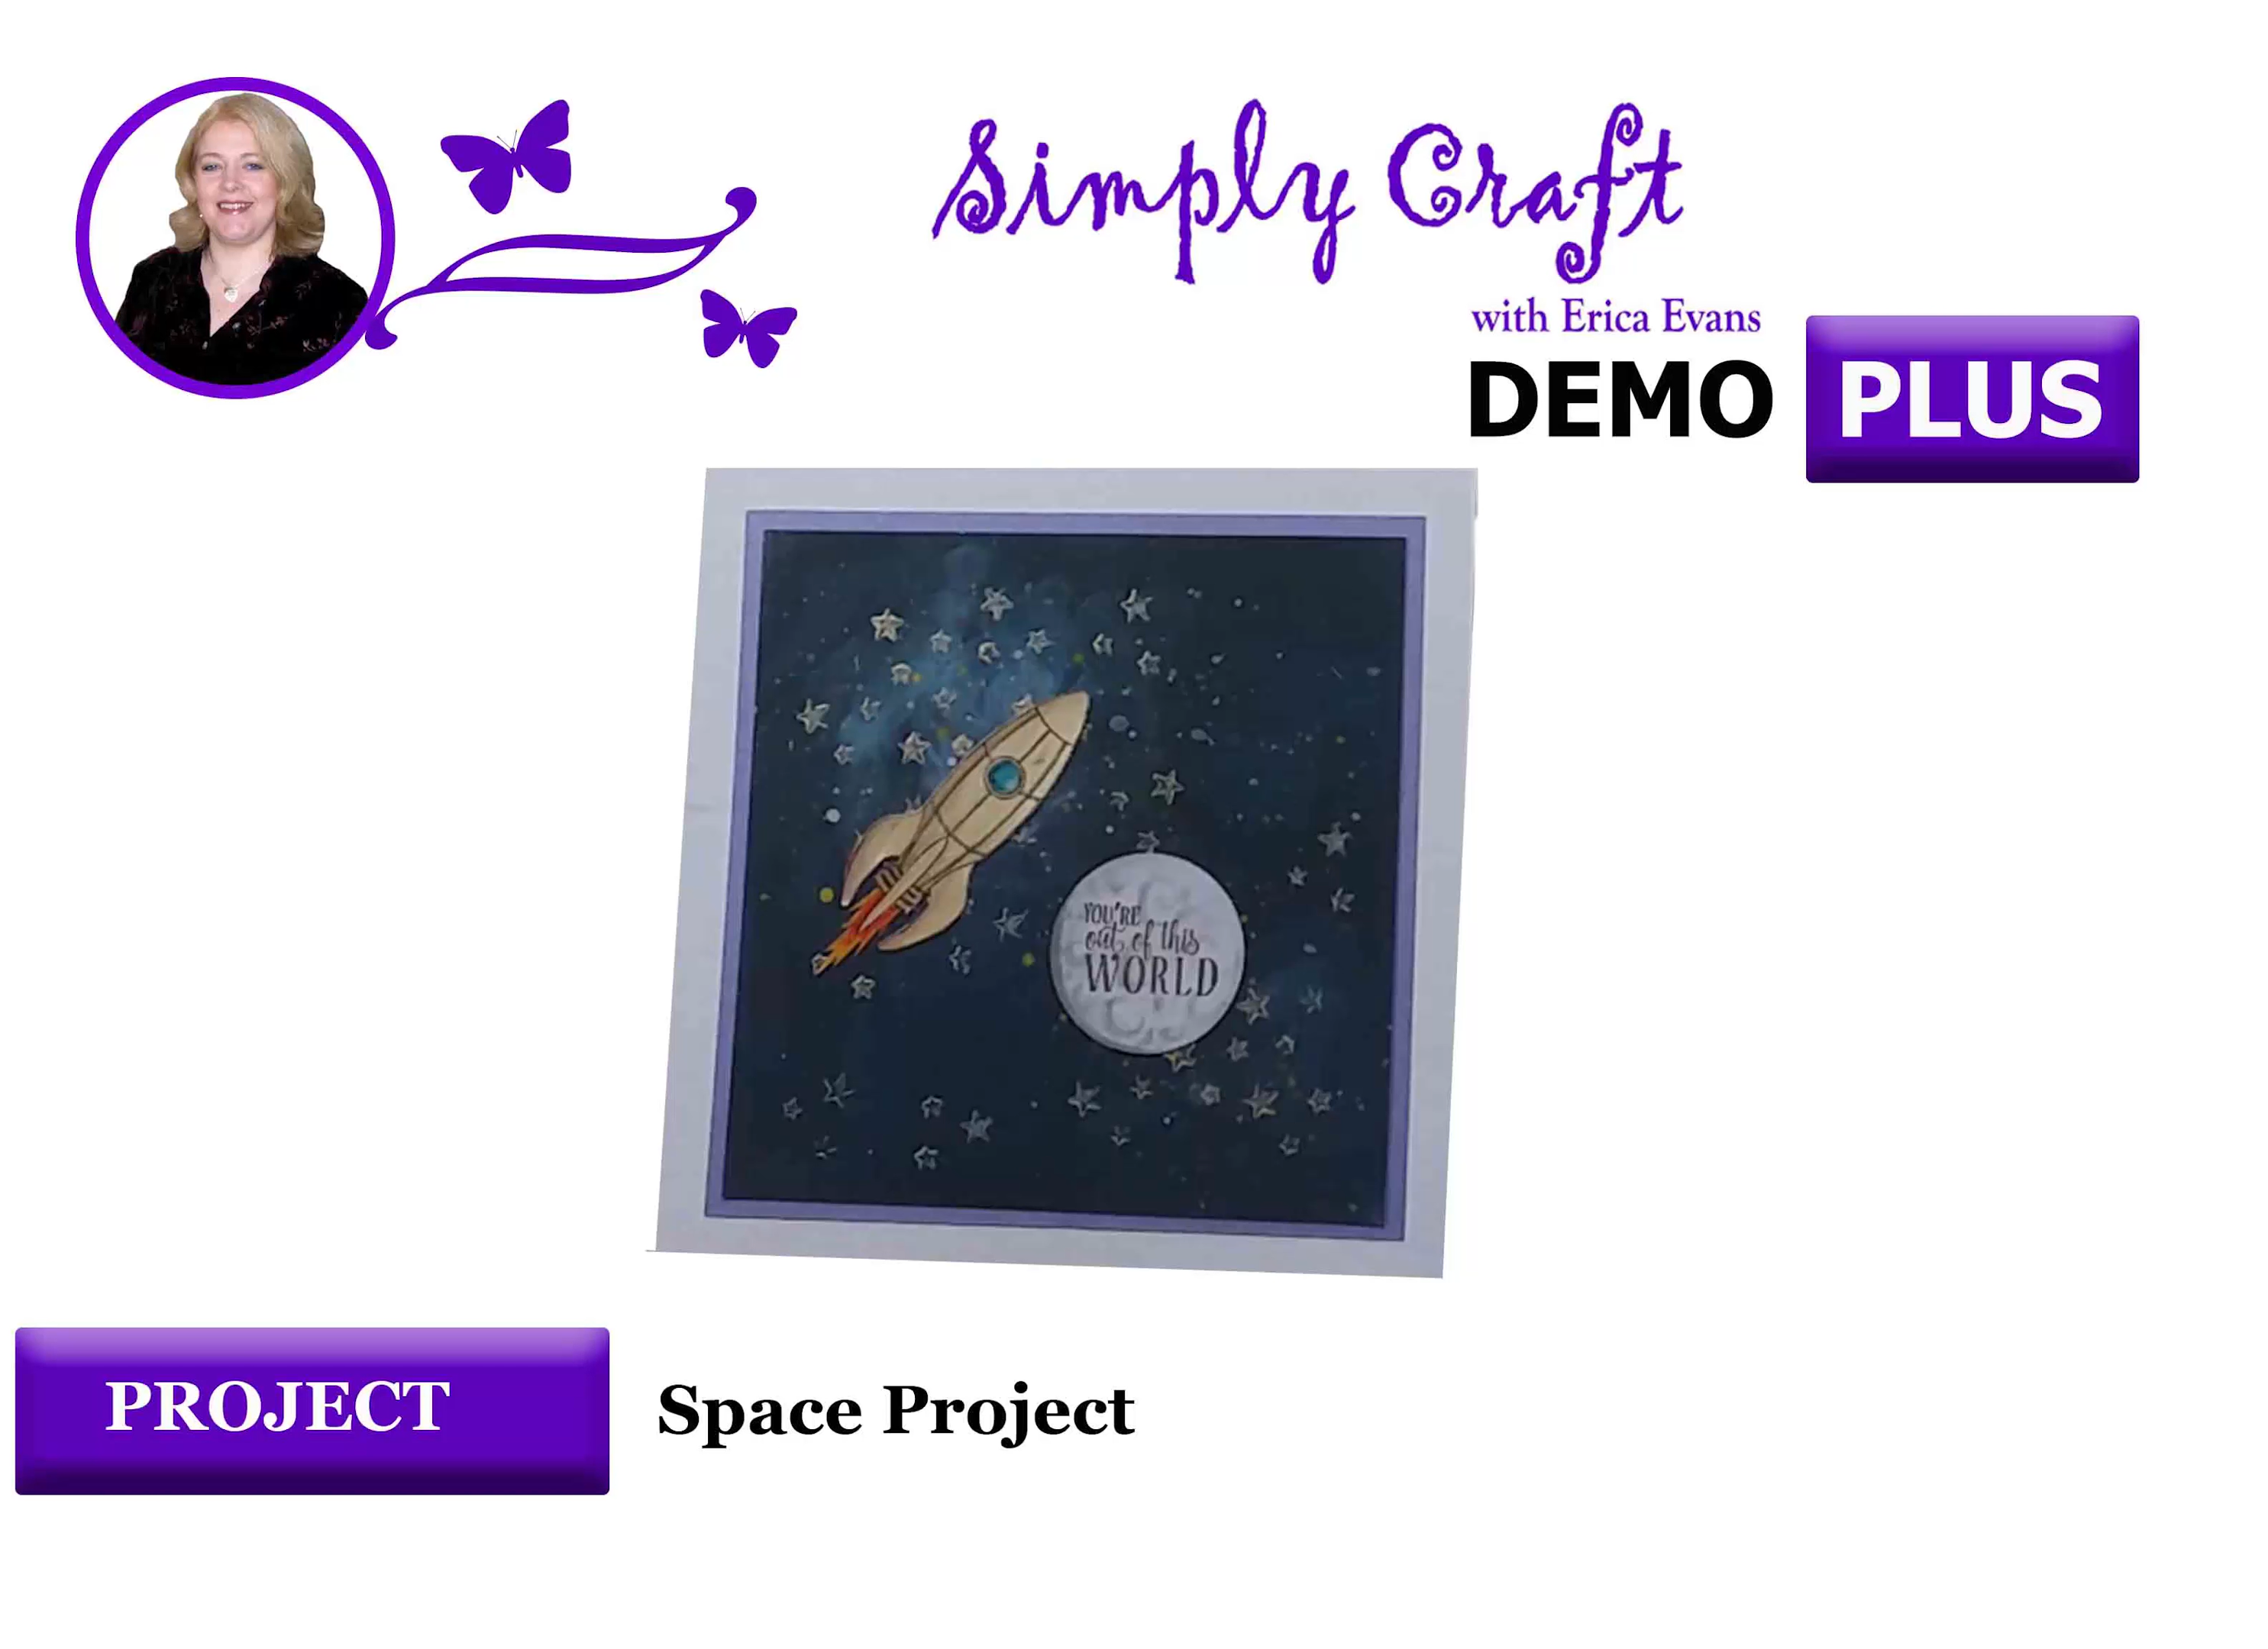 Simply Craft
with Erica Evans
DEMO PLUS
YOU'RE
out of this
WORLD
PROJECT
Space Project